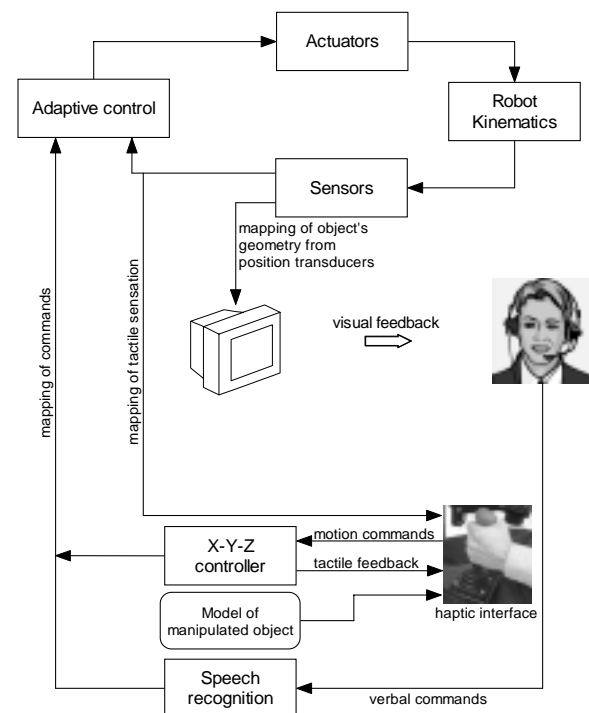 Actuators
Adaptive control
Robot
Kinematics
Sensors
mapping of object's
geometry from
position transducers
visual feedback
mapping of commands
mapping of tactile sensation
motion commands
X-Y-Z
controller
tactile feedback
haptic interface
Model of
manipulated object
Speech
recognition
verbal commands